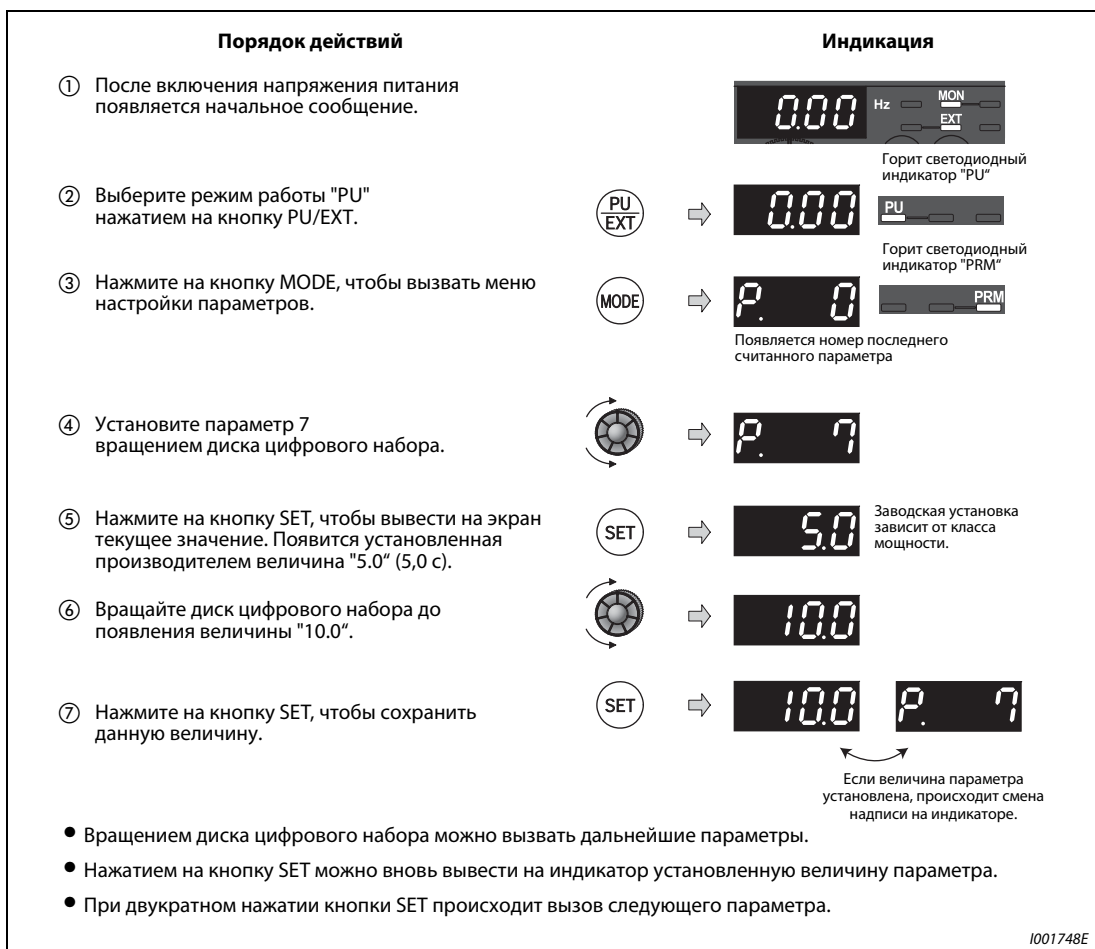 Порядок действий
Индикация
① После включения напряжения питания
появляется начальное сообщение.
0.00 Hz MON
EXT
Горит светодиодный
индикатор "PU“
② Выберите режим работы "PU"
нажатием на кнопку PU/EXT.
PU
EXT
0.00
PU
Горит светодиодный
индикатор "PRM“
③ Нажмите на кнопку MODE, чтобы вызвать меню
настройки параметров.
MODE
P. 0
PRM
Появляется номер последнего
считанного параметра
④ Установите параметр 7
вращением диска цифрового набора.
P. 7
⑤ Нажмите на кнопку SET, чтобы вывести на экран
текущее значение. Появится установленная
производителем величина "5.0“ (5,0 с).
SET
5.0
Заводская установка
зависит от класса
мощности.
⑥ Вращайте диск цифрового набора до
появления величины "10.0“.
10.0
⑦ Нажмите на кнопку SET, чтобы сохранить
данную величину.
SET
10.0
P. 7
Если величина параметра
установлена, происходит смена
надписи на индикаторе.
● Вращением диска цифрового набора можно вызвать дальнейшие параметры.
● Нажатием на кнопку SET можно вновь вывести на индикатор установленную величину параметра.
● При двукратном нажатии кнопки SET происходит вызов следующего параметра.
I001748E